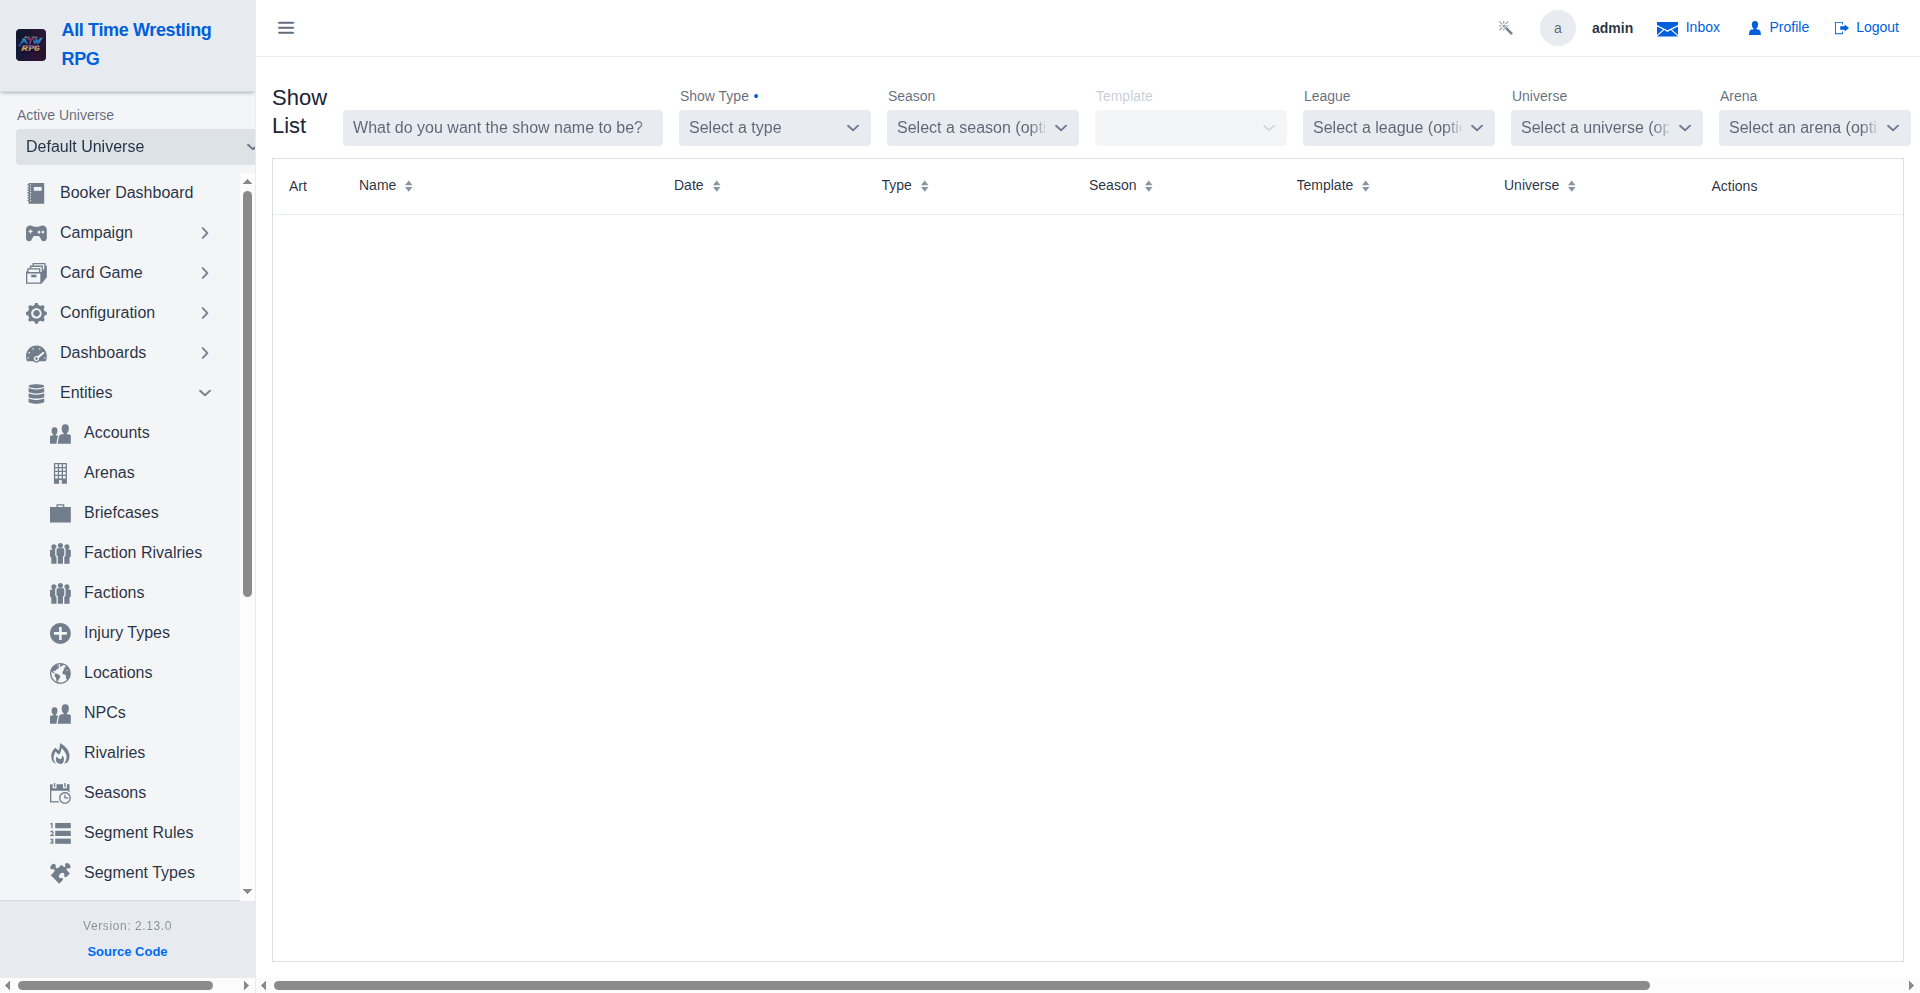 All Time Wrestling
RPG
Active Universe
Default Universe
Booker Dashboard
Campaign
Card Game
Configuration
Dashboards
Entities
Accounts
Arenas
Briefcases
Faction Rivalries
Factions
Injury Types
Locations
NPCs
Rivalries
Seasons
Segment Rules
Segment Types
Version: 2.13.0
Source Code
a admin Inbox Profile Logout
Show
List
What do you want the show name to be?
Show Type •
Select a type
Season
Select a season (opti
Template
League
Select a league (opti
Universe
Select a universe (op
Arena
Select an arena (opti
Art Name Date Type Season Template Universe Actions